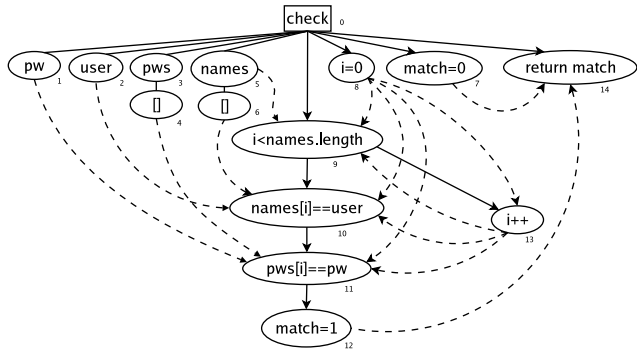 check 0
pw 1
user 2
pws 3
names 5
i=0 8
match=0 7
return match 14
[] 4
[] 6
i<names.length 9
names[i]==user 10
i++ 13
pws[i]==pw 11
match=1 12